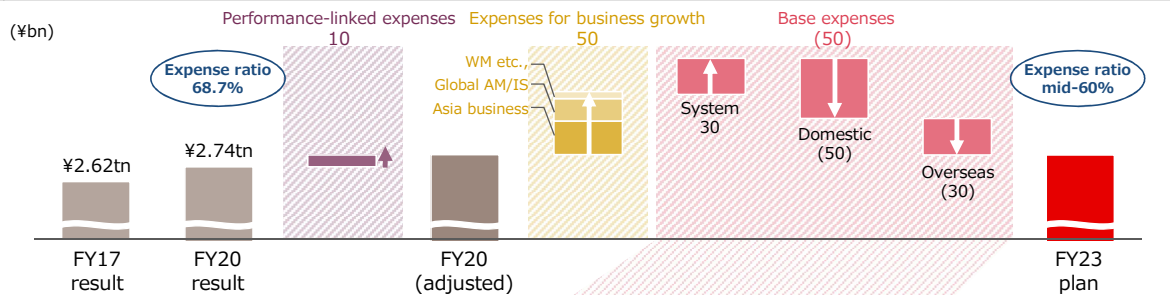 (¥bn)
Performance-linked expenses
10
Expenses for business growth
50
Base expenses
(50)
Expense ratio
68.7%
WM etc.,
Global AM/IS
Asia business
System
30
Domestic
(50)
Overseas
(30)
Expense ratio
mid-60%
¥2.62tn
¥2.74tn
FY17
result
FY20
result
FY20
(adjusted)
FY23
plan